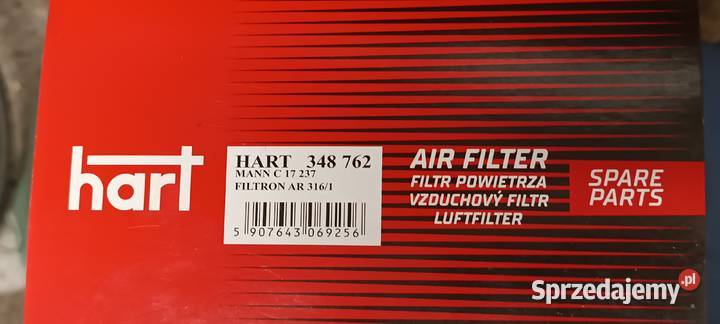 hart
HART 348 762
MANN C 17 237
FILTRON AR 316/1
5 907643 069256
AIR FILTER
FILTR POWIETRZA
VZDUCHOVÝ FILTR
LUFTFILTER
SPARE
PARTS
Sprzedajemy.pl